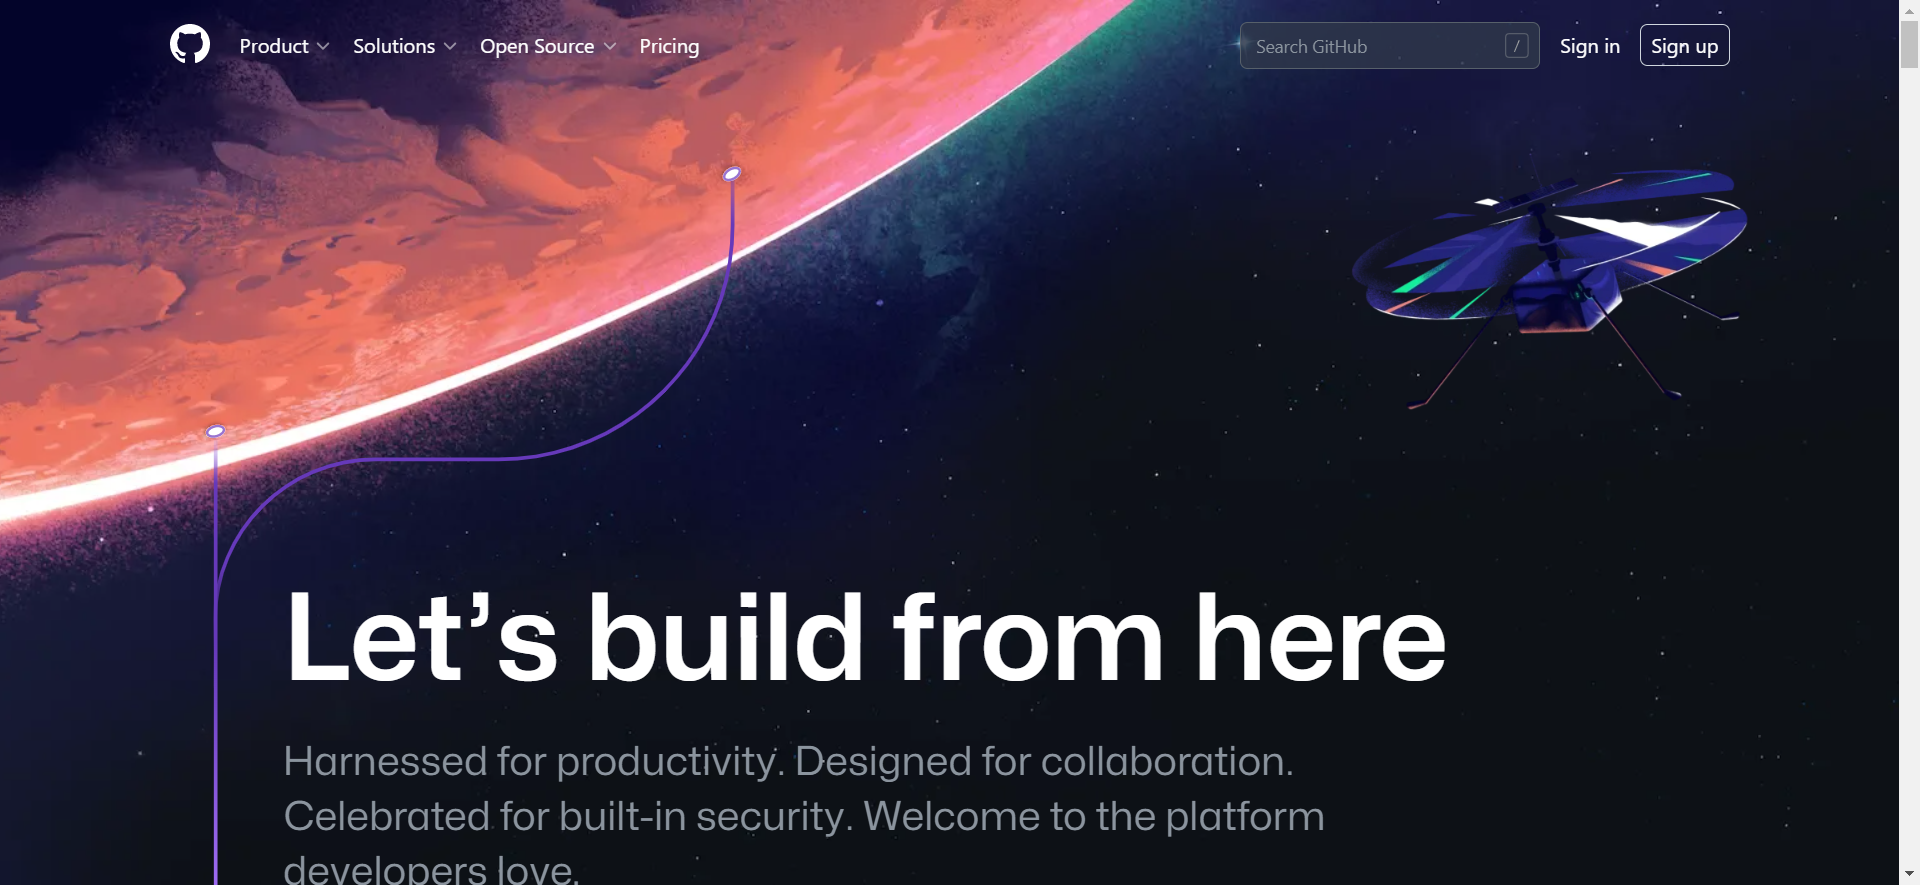 Product
Solutions
Open Source
Pricing
Search GitHub
/
Sign in
Sign up
Let’s build from here
Harnessed for productivity. Designed for collaboration.
Celebrated for built-in security. Welcome to the platform
developers love.